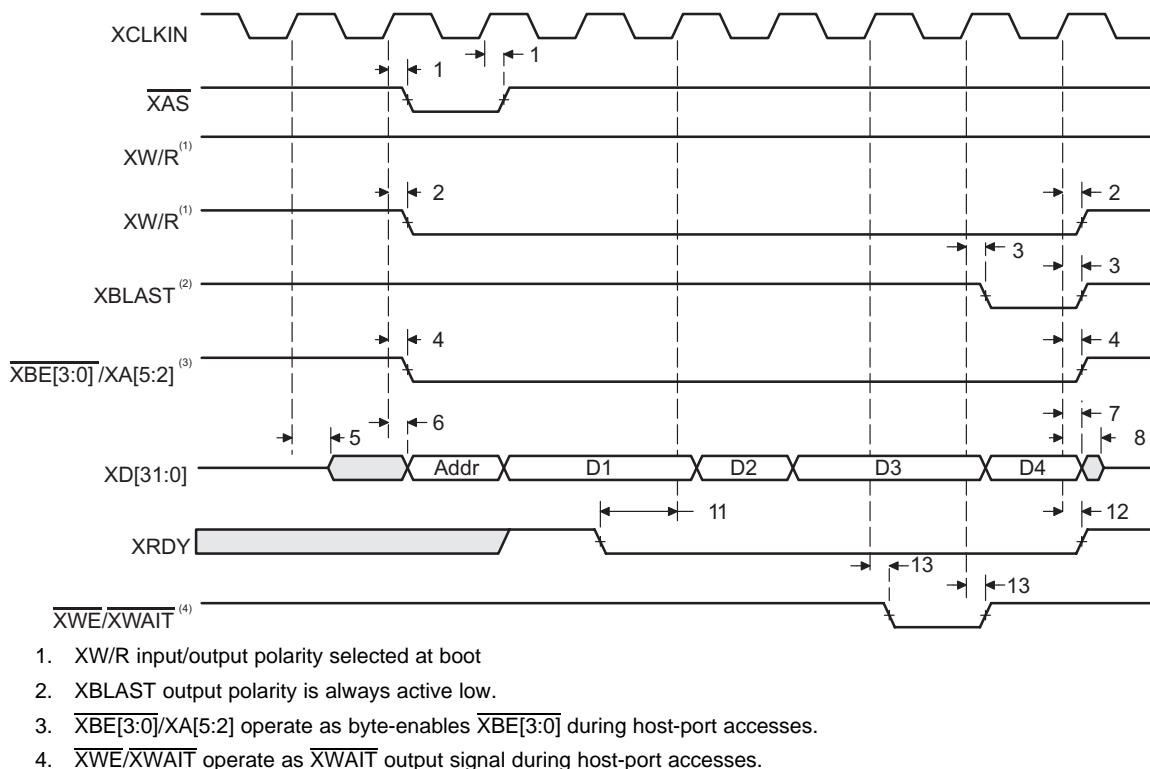 XCLKIN
1
1
XAS
XW/R(1)
2
2
XW/R(1)
3
3
XBLAST(2)
4
4
XBE[3:0]/XA[5:2](3)
5
6
7
8
XD[31:0]
Addr
D1
D2
D3
D4
11
12
XRDY
13
13
XWE/XWAIT(4)
1. XW/R input/output polarity selected at boot
2. XBLAST output polarity is always active low.
3. XBE[3:0]/XA[5:2] operate as byte-enables XBE[3:0] during host-port accesses.
4. XWE/XWAIT operate as XWAIT output signal during host-port accesses.